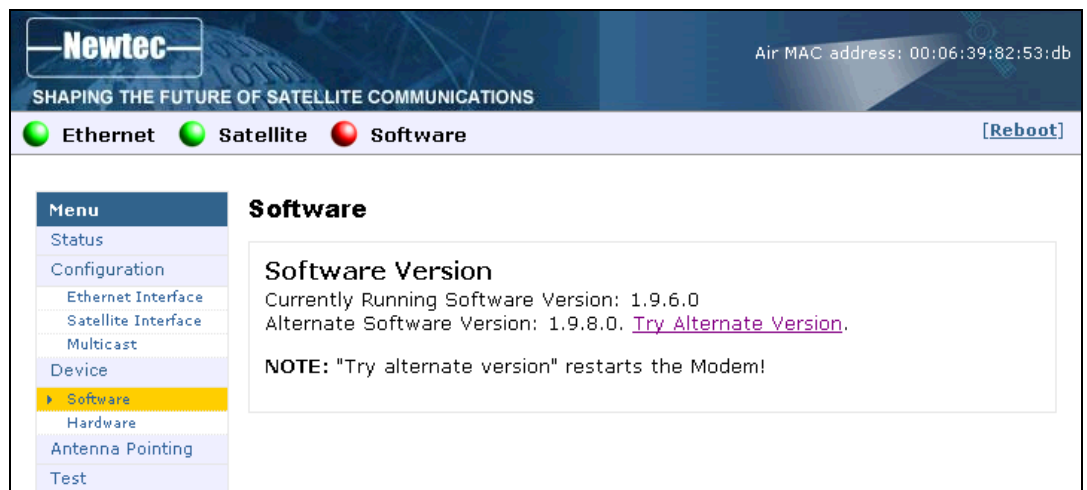 Newtec
Air MAC address: 00:06:39:82:53:db
SHAPING THE FUTURE OF SATELLITE COMMUNICATIONS
Ethernet Satellite Software [Reboot]
Menu
Status
Configuration
Ethernet Interface
Satellite Interface
Multicast
Device
Software
Hardware
Antenna Pointing
Test
Software
Software Version
Currently Running Software Version: 1.9.6.0
Alternate Software Version: 1.9.8.0. Try Alternate Version.
NOTE: "Try alternate version" restarts the Modem!